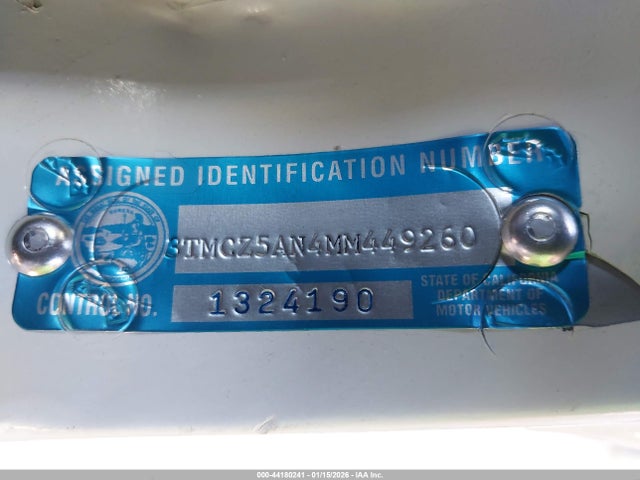 ASSIGNED IDENTIFICATION NUMBER
3TMCZ5AN4MM449260
CONTROL NO.
1324190
STATE OF CALIFORNIA
DEPARTMENT OF
MOTOR VEHICLES
000-44180241 - 01/15/2026 - IAA Inc.